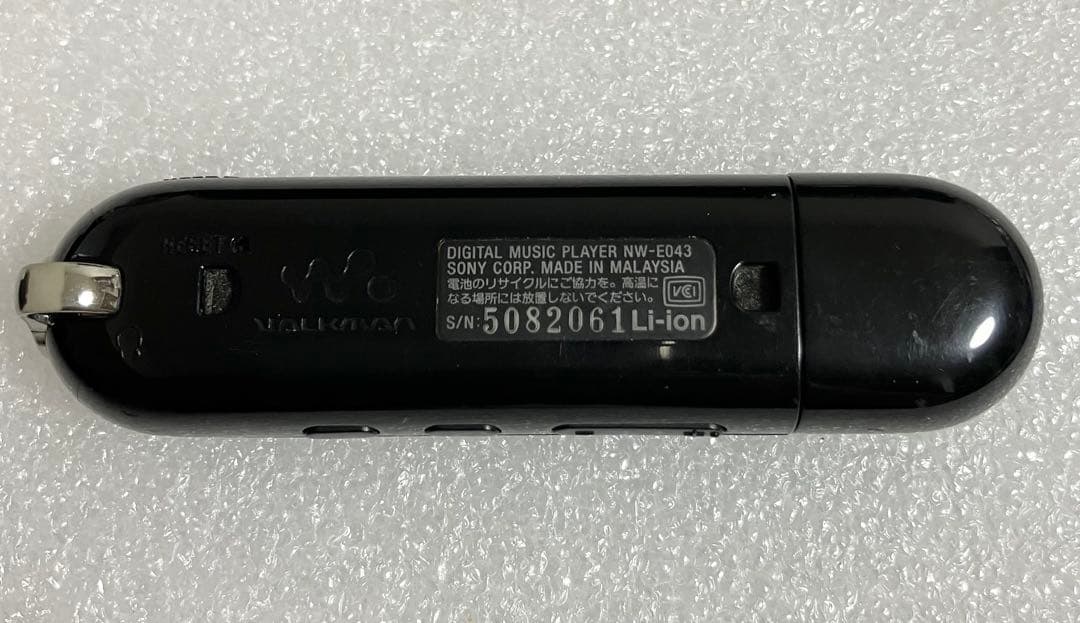 RESET
WALKMAN
DIGITAL MUSIC PLAYER NW-E043
SONY CORP. MADE IN MALAYSIA
電池のリサイクルにご協力を。高温に
なる場所には放置しないでください。
VCCI
S/N: 5082061 Li-ion